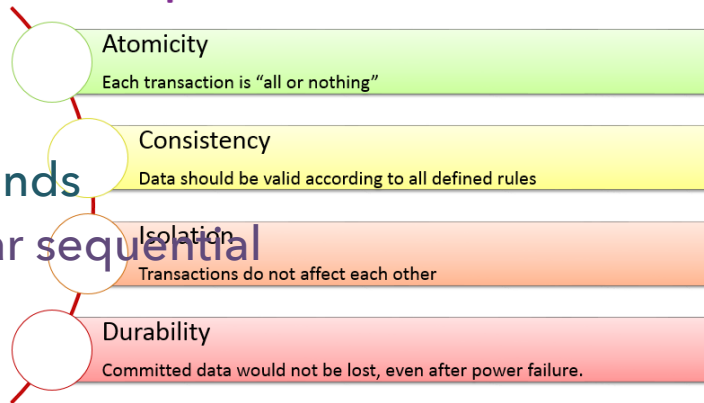 Atomicity
Each transaction is “all or nothing”
Consistency
Data should be valid according to all defined rules
nds
Isolation
ar sequential
Transactions do not affect each other
Durability
Committed data would not be lost, even after power failure.